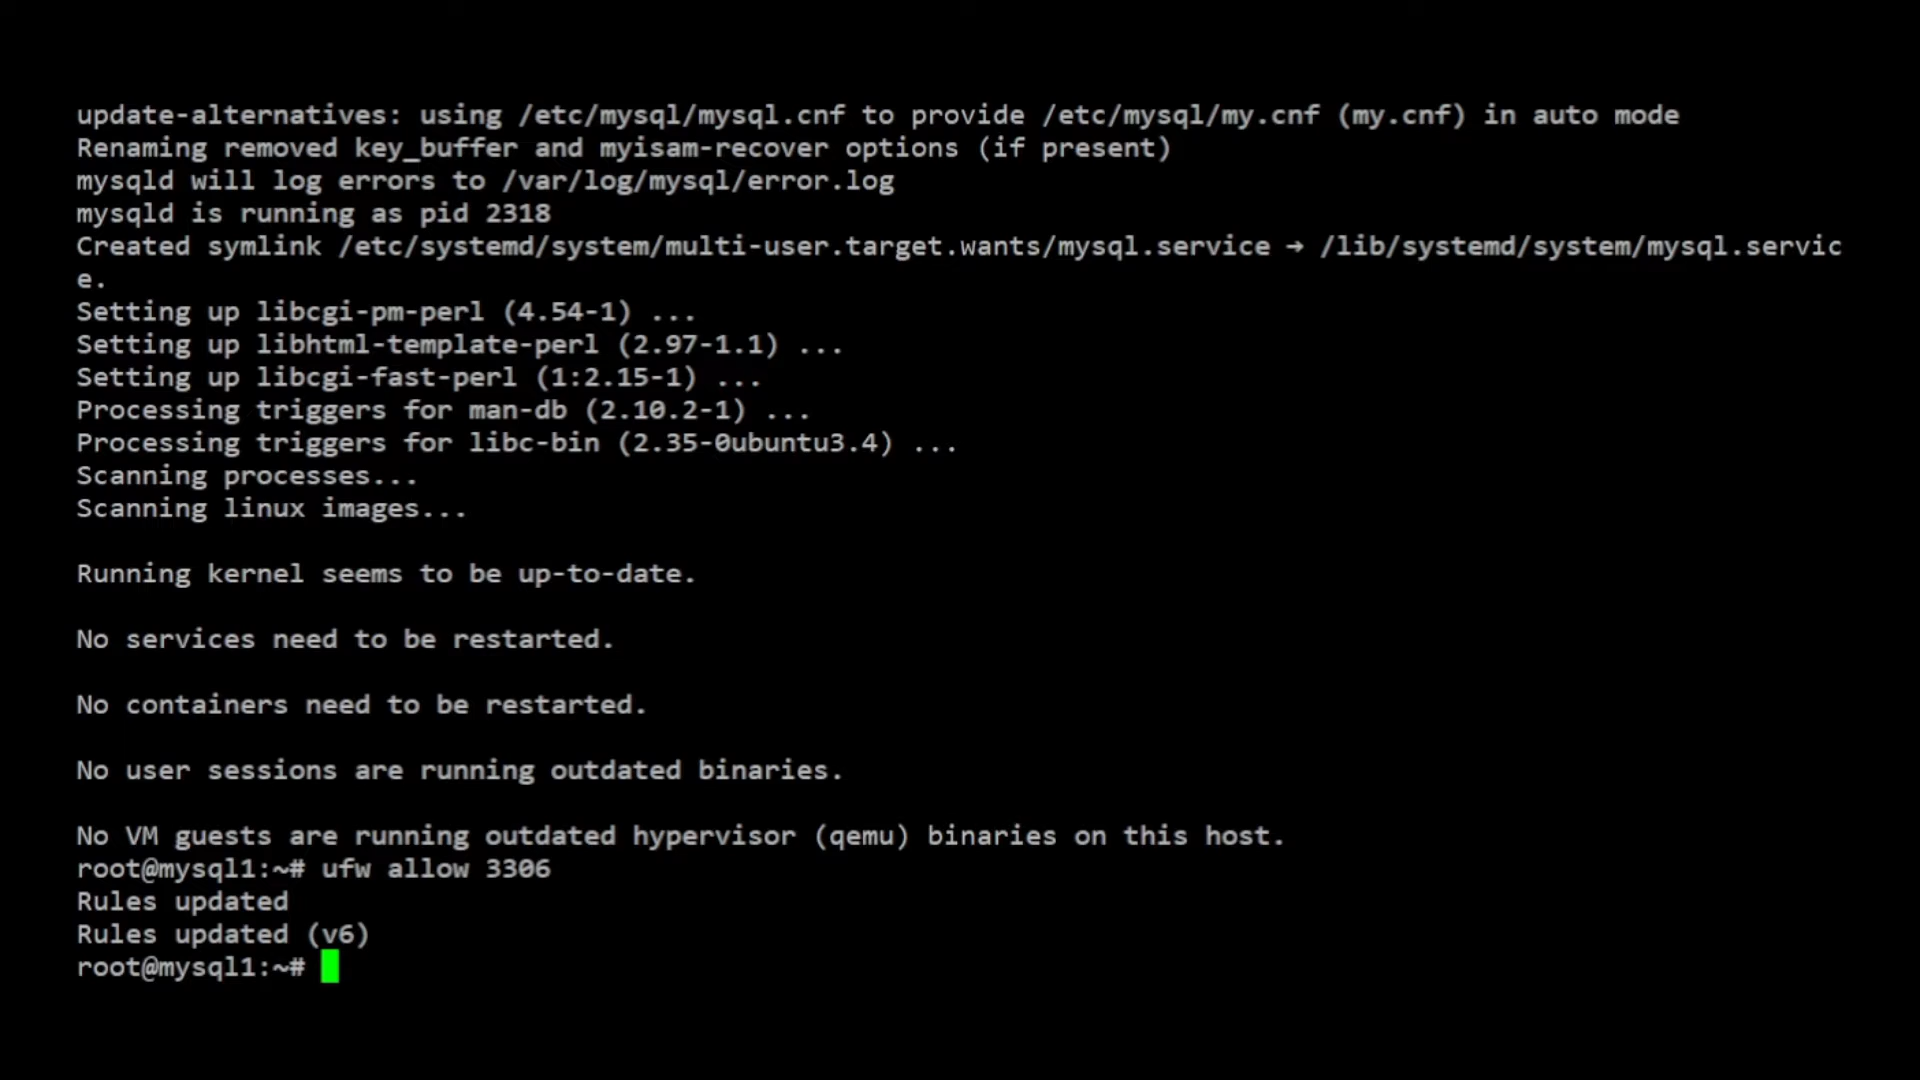 update-alternatives: using /etc/mysql/mysql.cnf to provide /etc/mysql/my.cnf (my.cnf) in auto mode
Renaming removed key_buffer and myisam-recover options (if present)
mysqld will log errors to /var/log/mysql/error.log
mysqld is running as pid 2318
Created symlink /etc/systemd/system/multi-user.target.wants/mysql.service → /lib/systemd/system/mysql.servic
e.
Setting up libcgi-pm-perl (4.54-1) ...
Setting up libhtml-template-perl (2.97-1.1) ...
Setting up libcgi-fast-perl (1:2.15-1) ...
Processing triggers for man-db (2.10.2-1) ...
Processing triggers for libc-bin (2.35-0ubuntu3.4) ...
Scanning processes...
Scanning linux images...
Running kernel seems to be up-to-date.
No services need to be restarted.
No containers need to be restarted.
No user sessions are running outdated binaries.
No VM guests are running outdated hypervisor (qemu) binaries on this host.
root@mysql1:~# ufw allow 3306
Rules updated
Rules updated (v6)
root@mysql1:~#